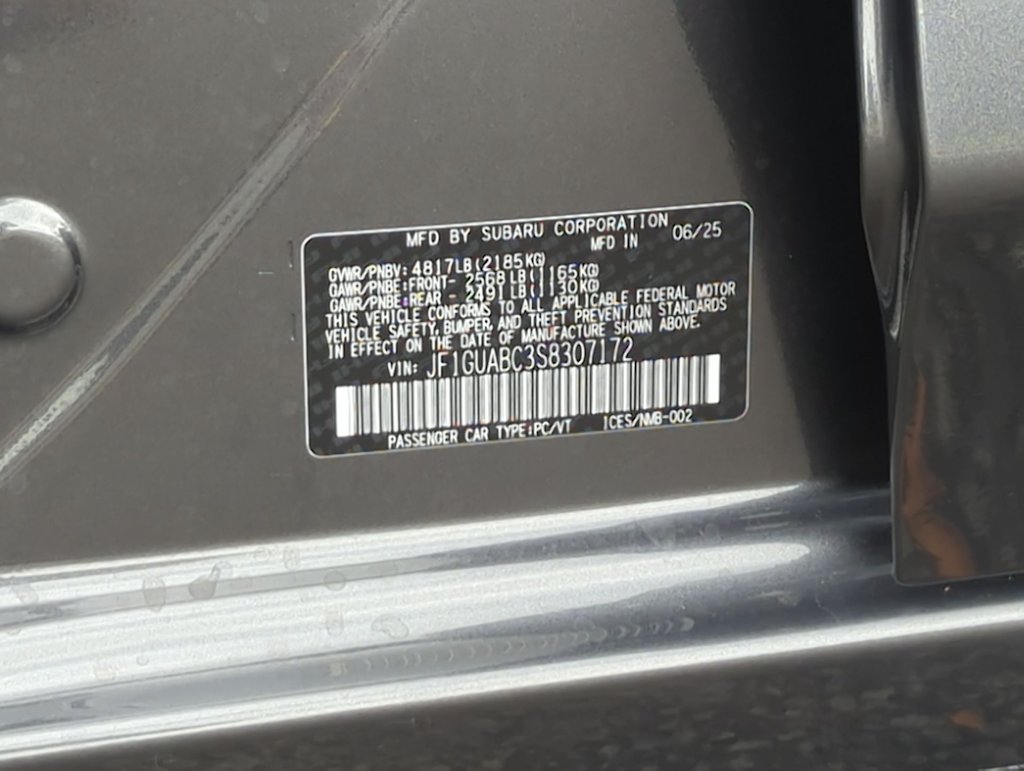 MFD BY SUBARU CORPORATION
MFD IN 06/25
GVWR/PNBV: 4817LB(2185KG)
GAWR/PNBE:FRONT- 2568LB(1165KG)
GAWR/PNBE:REAR - 2491LB(1130KG)
THIS VEHICLE CONFORMS TO ALL APPLICABLE FEDERAL MOTOR
VEHICLE SAFETY, BUMPER, AND THEFT PREVENTION STANDARDS
IN EFFECT ON THE DATE OF MANUFACTURE SHOWN ABOVE.
VIN: JF1GUABC3S8307172
PASSENGER CAR TYPE:PC/VT ICES/NMB-002